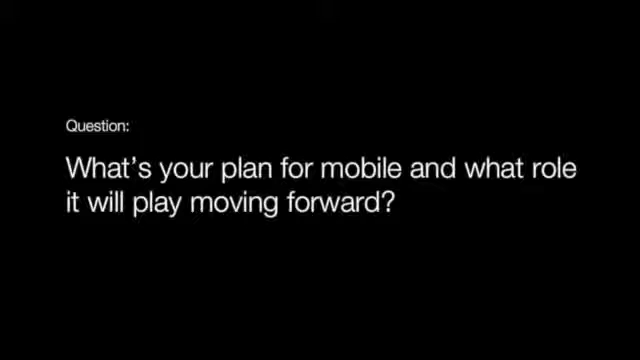 Question:
What's your plan for mobile and what role
it will play moving forward?